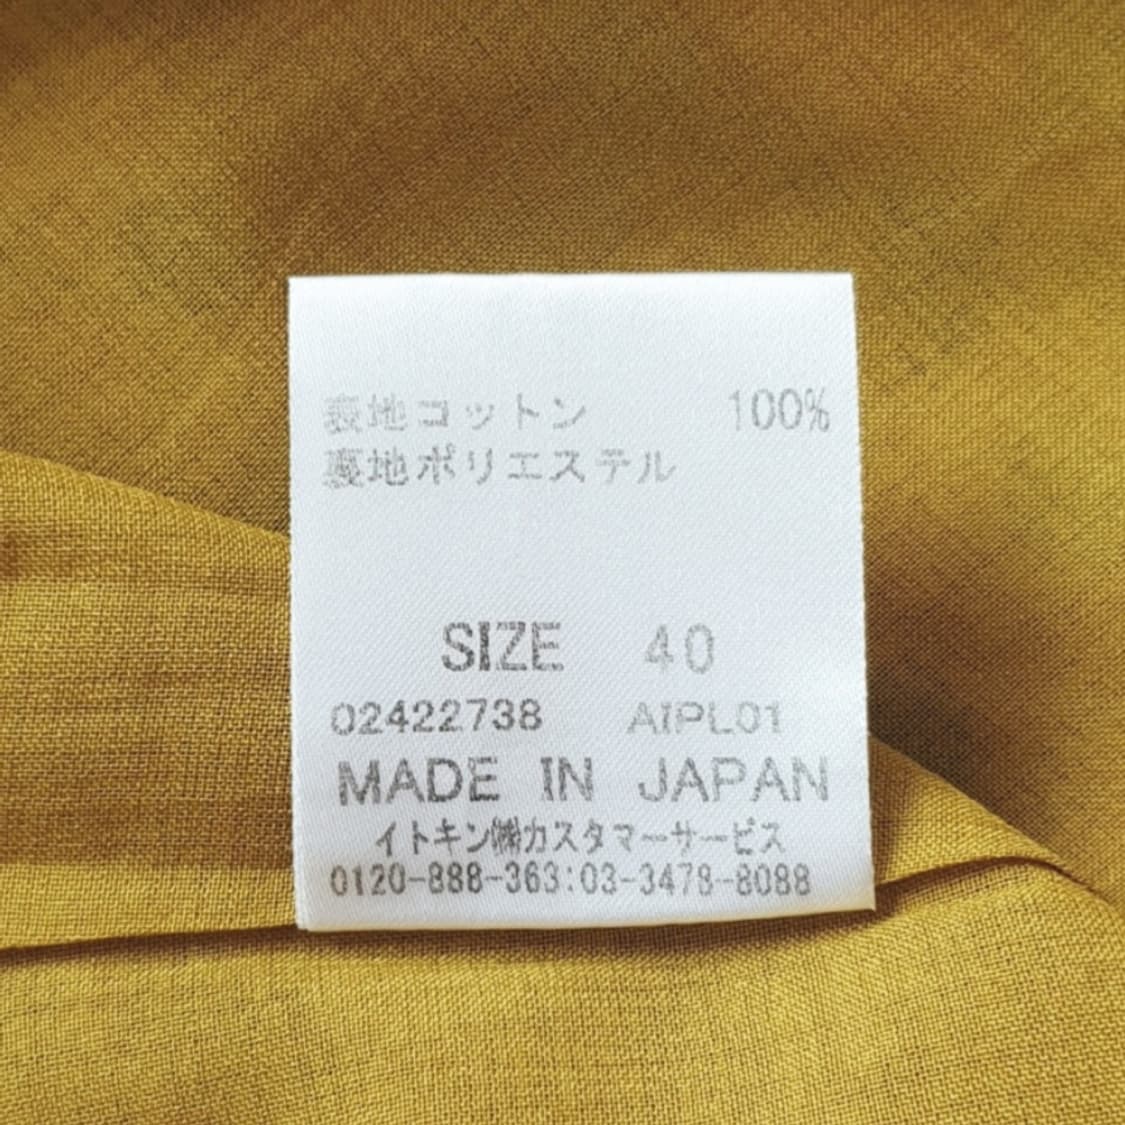 表地コットン 100%
裏地ポリエステル
SIZE 40
02422738 AIPL01
MADE IN JAPAN
イトキン㈱カスタマーサービス
0120-888-363:03-3478-8088